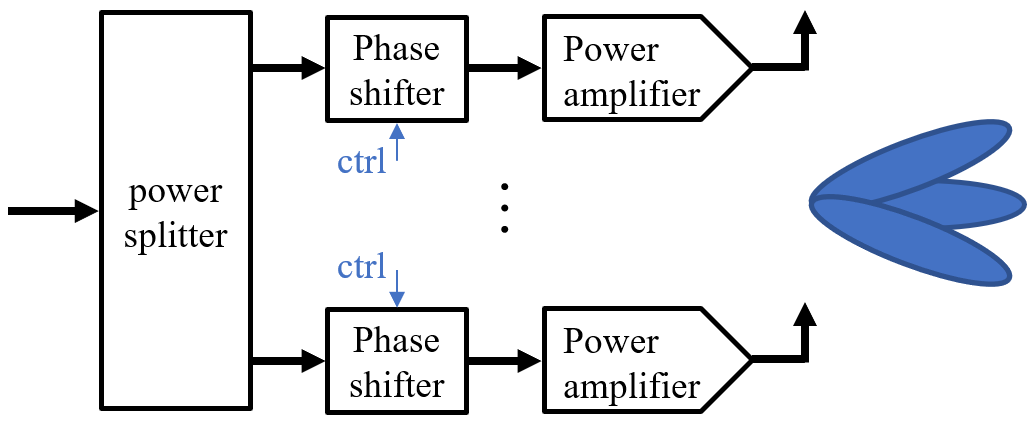 power
splitter
Phase
shifter
Power
amplifier
ctrl
ctrl
Phase
shifter
Power
amplifier